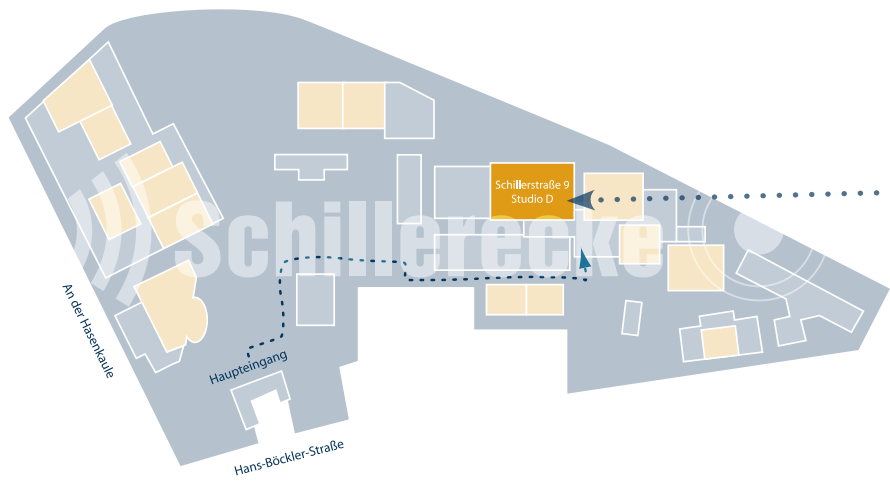 Schillerstraße 9
Studio D
Schillerecke
An der Hasenkaule
Haupteingang
Hans-Böckler-Straße